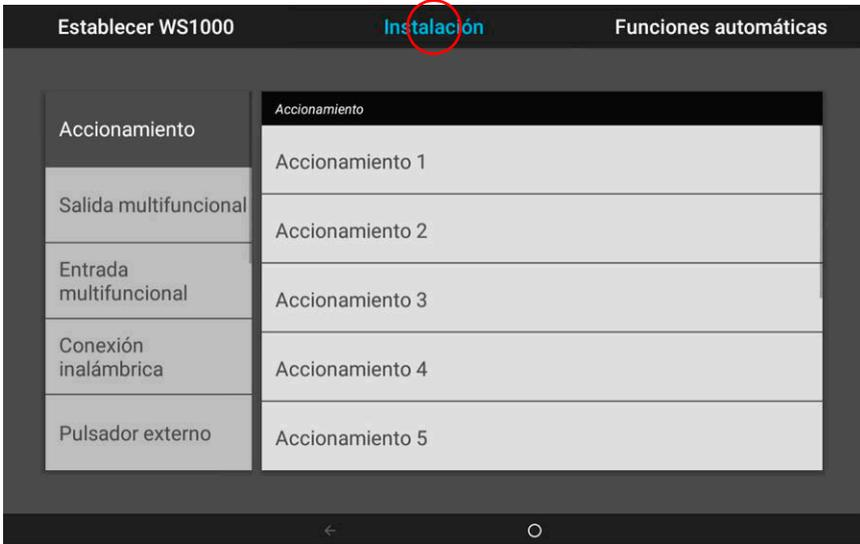 Establecer WS1000
Instalación
Funciones automáticas
Accionamiento
Salida multifuncional
Entrada
multifuncional
Conexión
inalámbrica
Pulsador externo
Accionamiento
Accionamiento 1
Accionamiento 2
Accionamiento 3
Accionamiento 4
Accionamiento 5